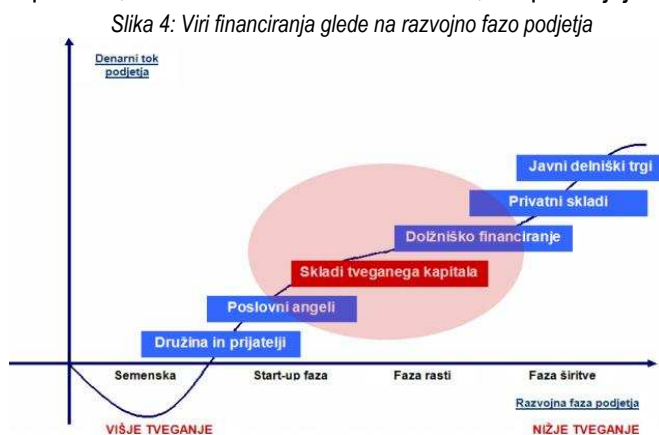 Slika 4: Viri financiranja glede na razvojno fazo podjetja
Denarni tok
podjetja
Javni delniški trgi
Privatni skladi
Dolžniško financiranje
Skladi tveganega kapitala
Poslovni angeli
Družina in prijatelji
Semenska Start-up faza Faza rasti Faza širitve
Razvojna faza podjetja
VIŠJE TVEGANJE NIŽJE TVEGANJE